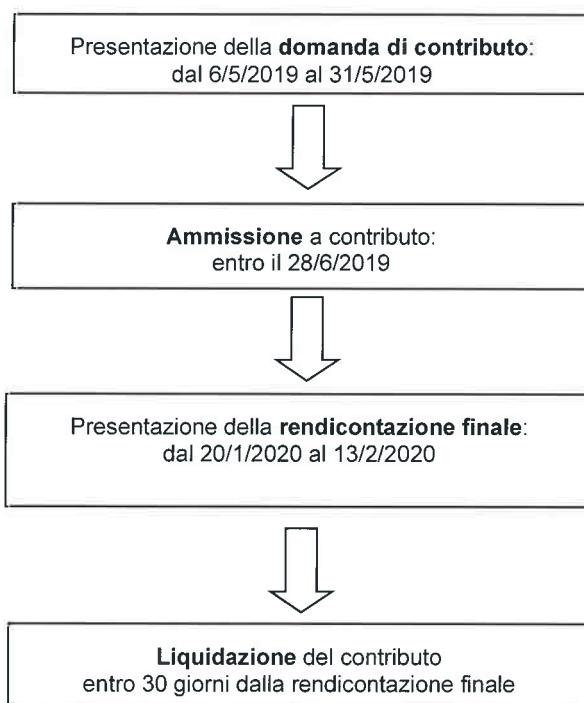 Presentazione della domanda di contributo:
dal 6/5/2019 al 31/5/2019
Ammissione a contributo:
entro il 28/6/2019
Presentazione della rendicontazione finale:
dal 20/1/2020 al 13/2/2020
Liquidazione del contributo
entro 30 giorni dalla rendicontazione finale